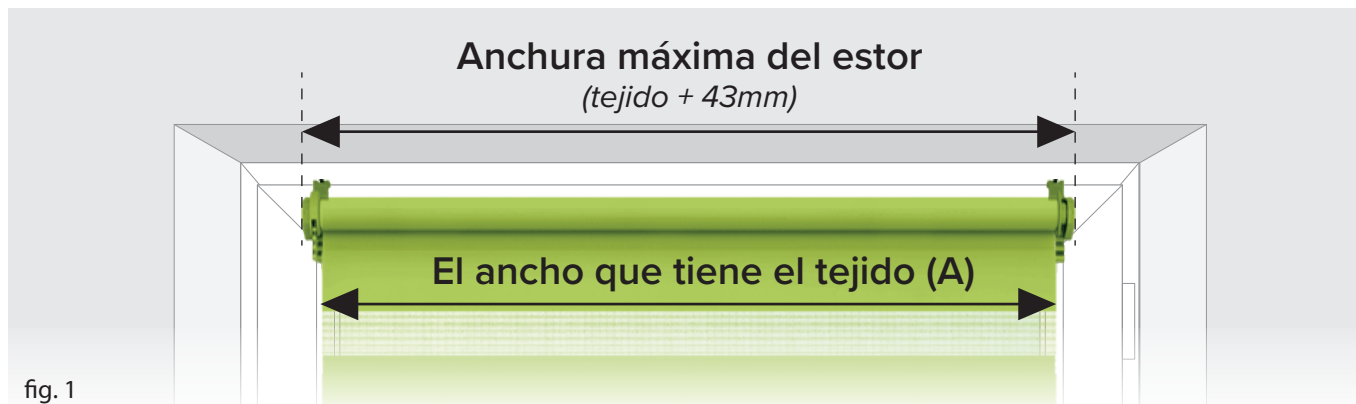 Anchura máxima del estor
(tejido + 43mm)
El ancho que tiene el tejido (A)
fig. 1